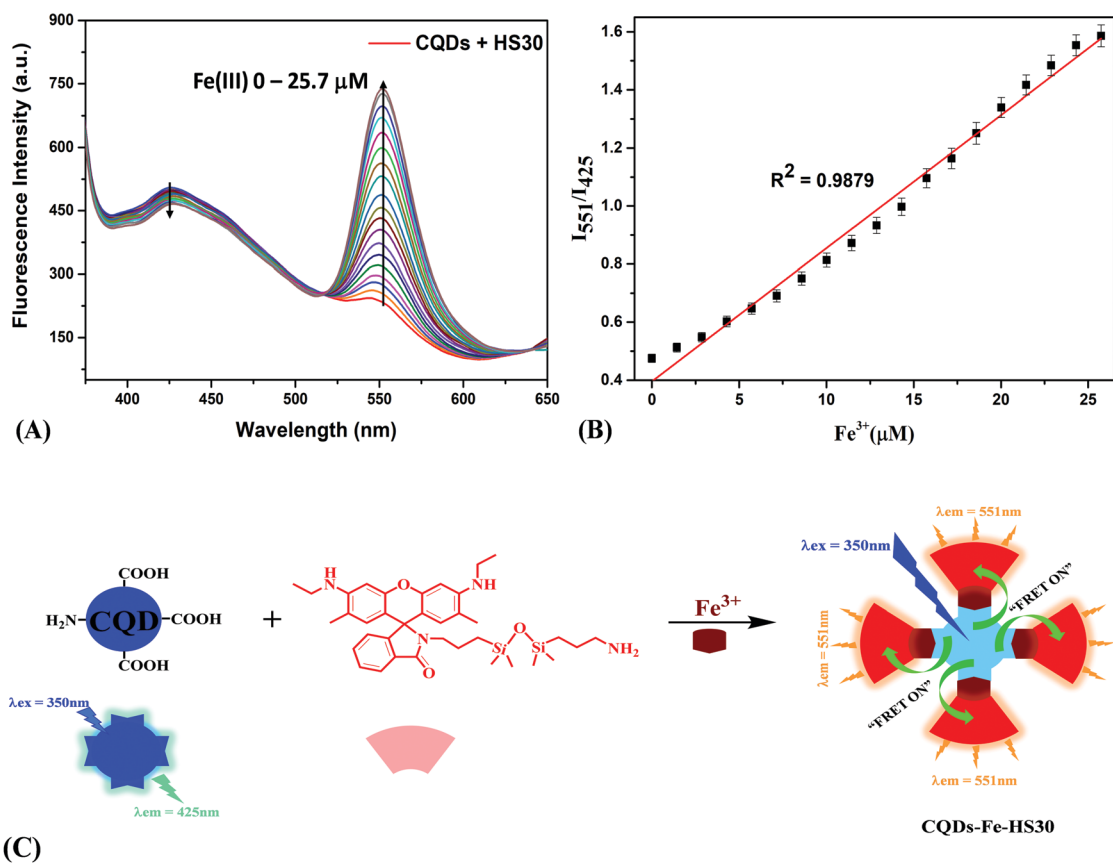 900
750
600
450
300
150
Fluorescence Intensity (a.u.)
CQDs + HS30
Fe(III) 0 – 25.7 μM
400 450 500 550 600 650
Wavelength (nm)
(A)
1.6
1.4
1.2
1.0
0.8
0.6
0.4
I551/I425
R2 = 0.9879
0 5 10 15 20 25
Fe3+(μM)
(B)
COOH
H2N
CQD
COOH
COOH
+
H
N
O
N
H
N
O
Si
O
Si
NH2
Fe3+
λex = 350nm
λem = 425nm
λem = 551nm
λex = 350nm
"FRET ON"
λem = 551nm
λem = 551nm
"FRET ON"
λem = 551nm
CQDs-Fe-HS30
(C)